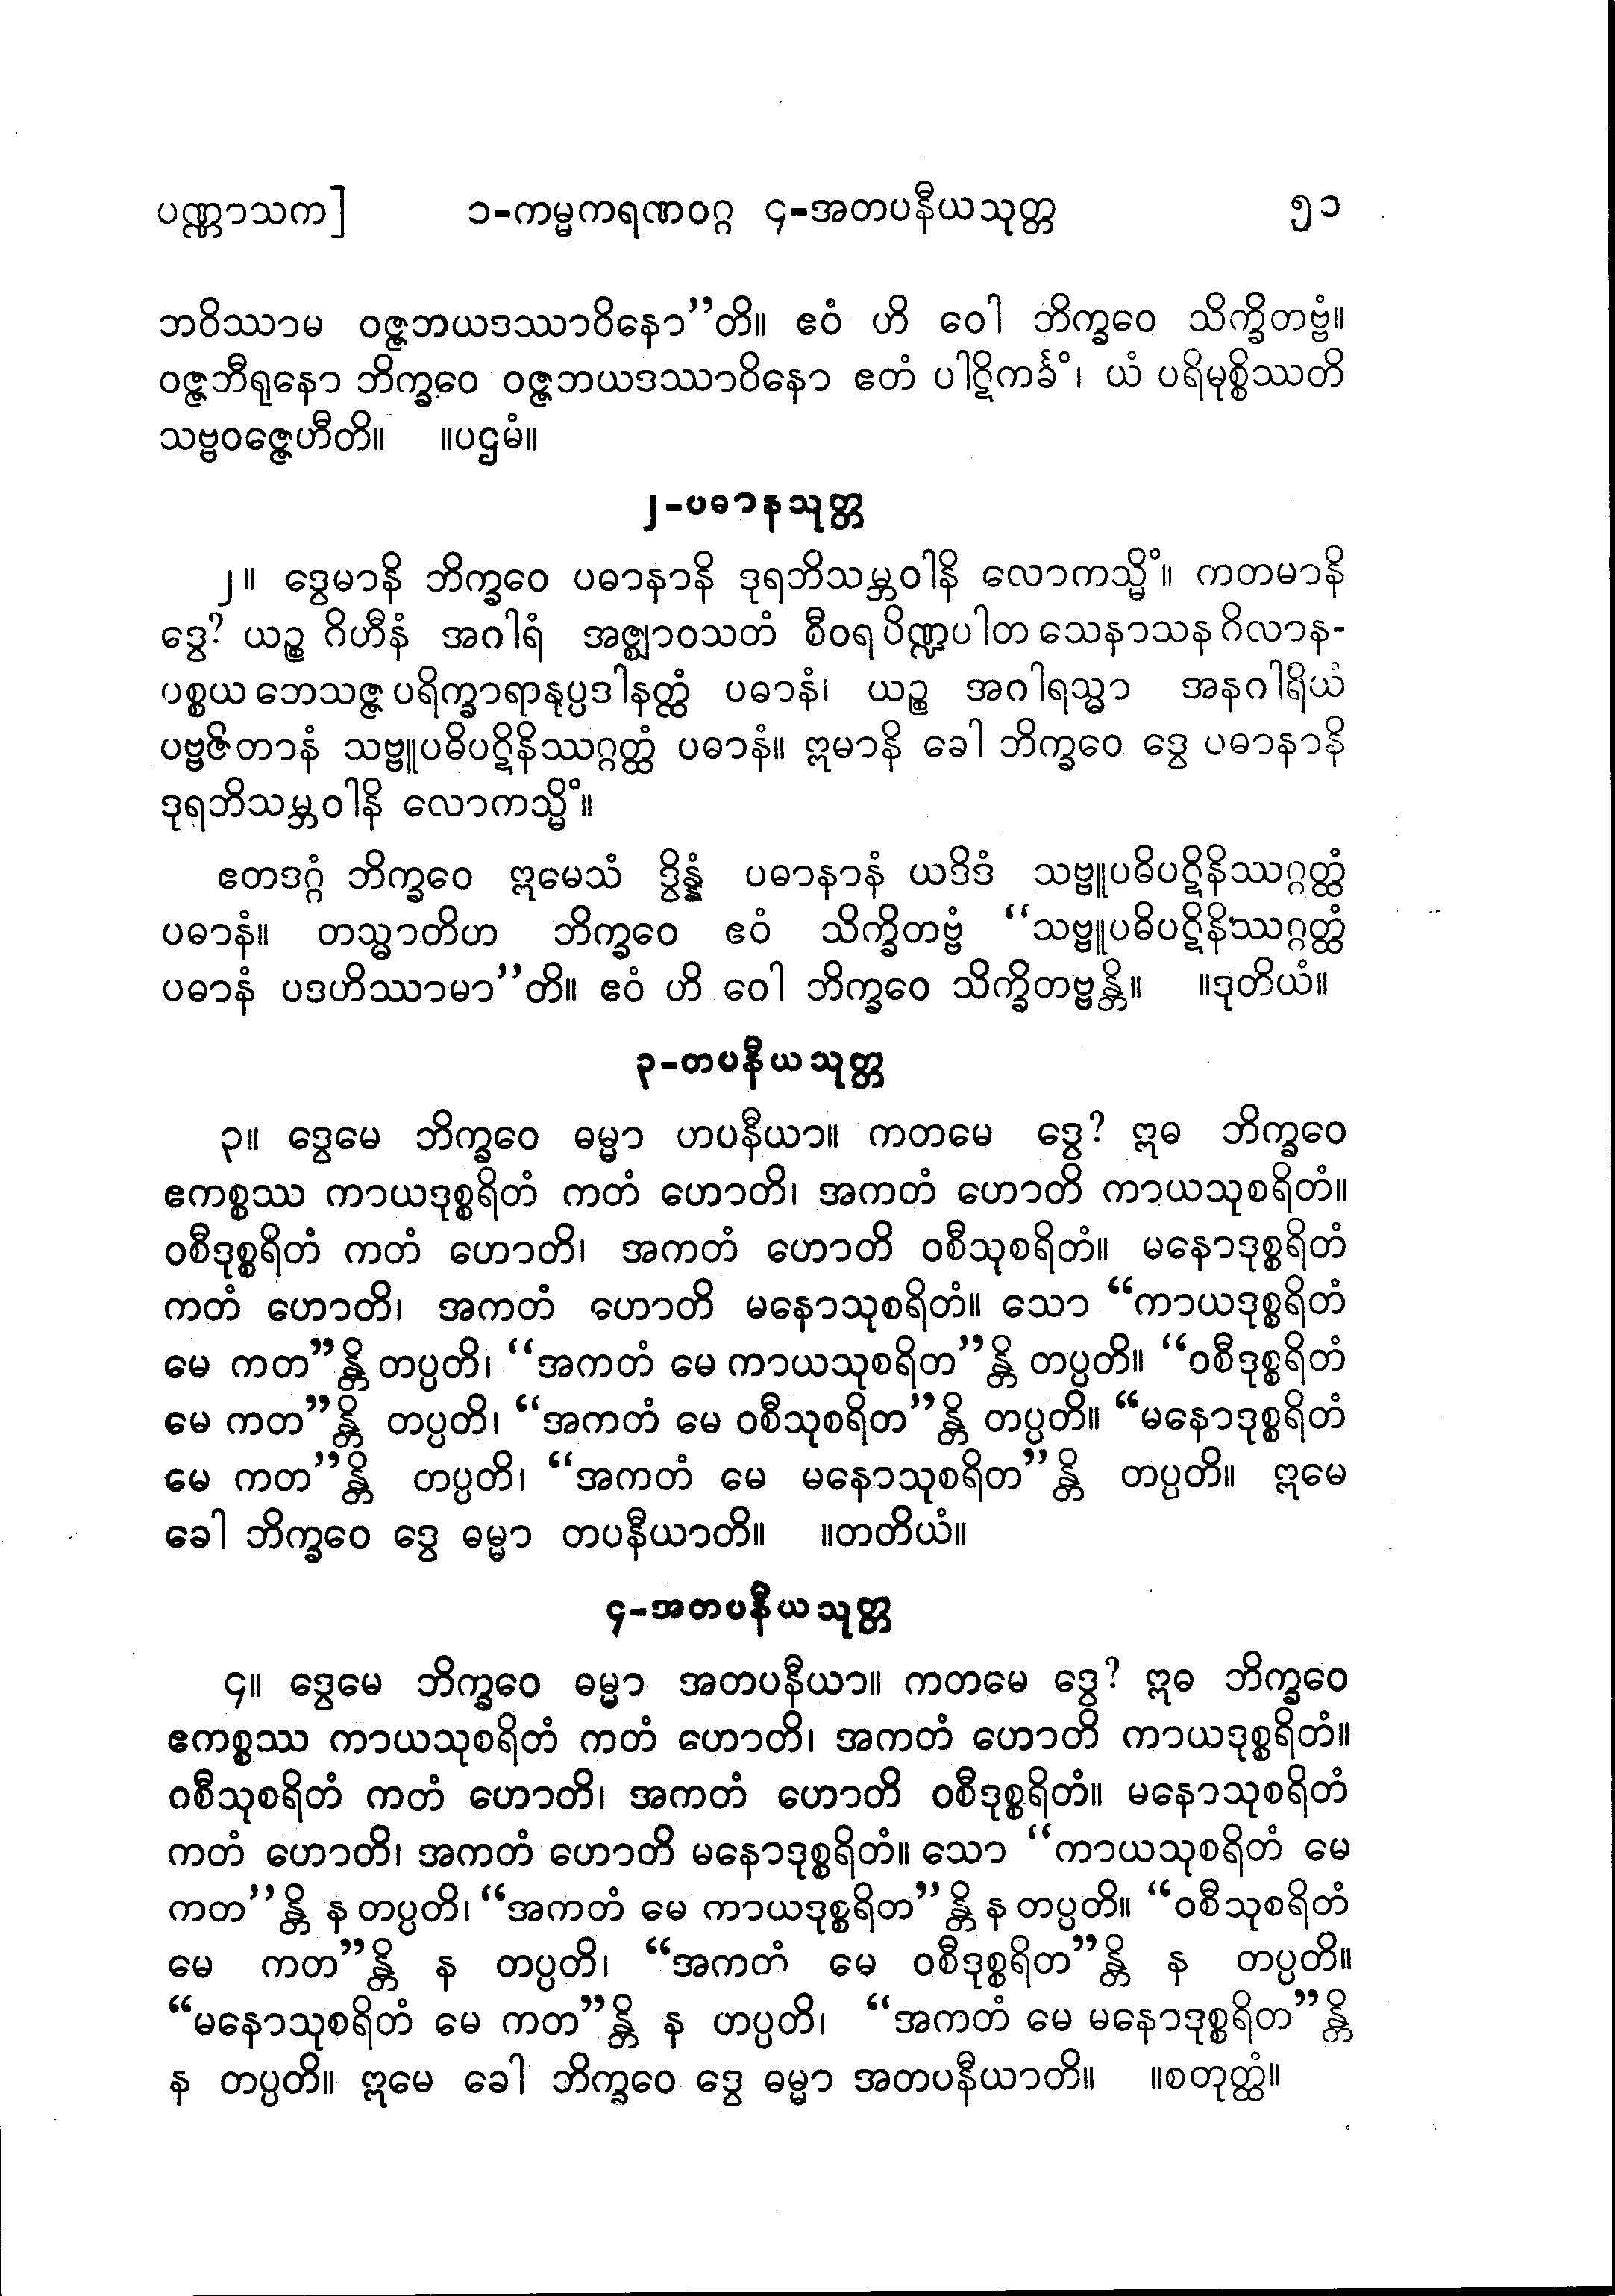 ပဏ္ဏာသက] ၁-ကမ္မကရဏဝဂ္ဂ ၄-အတပနီယသုတ္တ ၅၁
ဘဝိဿာမ ဝဇ္ဇဘယဒဿာဝိနော”တိ။ ဧဝံ ဟိ ဝေါ ဘိက္ခဝေ သိက္ခိတဗ္ဗံ။
ဝဇ္ဇဘီရုနော ဘိက္ခဝေ ဝဇ္ဇဘယဒဿာဝိနော ဧတံ ပါဋိကင်္ခံ၊ ယံ ပရိမုစ္စိဿတိ
သဗ္ဗဝဇ္ဇေဟီတိ။ ။ပဌမံ။
၂-ပဓာနသုတ္တ
၂။ ဒွေမာနိ ဘိက္ခဝေ ပဓာနာနိ ဒုရဘိသမ္ဘဝါနိ လောကသ္မိံ။ ကတမာနိ
ဒွေ? ယဉ္စ ဂိဟီနံ အဂါရံ အဇ္ဈာဝသတံ စီဝရပိဏ္ဍပါတ သေနာသနဂိလာန-
ပစ္စယ ဘေသဇ္ဇ ပရိက္ခာရာနုပ္ပဒါနတ္ထံ ပဓာနံ၊ ယဉ္စ အဂါရသ္မာ အနဂါရိယံ
ပဗ္ဗဇိတာနံ သဗ္ဗူပဓိပဋိနိဿဂ္ဂတ္ထံ ပဓာနံ။ ဣမာနိ ခေါ ဘိက္ခဝေ ဒွေ ပဓာနာနိ
ဒုရဘိသမ္ဘဝါနိ လောကသ္မိံ။
ဧတဒဂ္ဂံ ဘိက္ခဝေ ဣမေသံ ဒွိန္နံ ပဓာနာနံ ယဒိဒံ သဗ္ဗူပဓိပဋိနိဿဂ္ဂတ္ထံ
ပဓာနံ။ တသ္မာတိဟ ဘိက္ခဝေ ဧဝံ သိက္ခိတဗ္ဗံ “သဗ္ဗူပဓိပဋိနိဿဂ္ဂတ္ထံ
ပဓာနံ ပဒဟိဿာမာ”တိ။ ဧဝံ ဟိ ဝေါ ဘိက္ခဝေ သိက္ခိတဗ္ဗန္တိ။ ။ဒုတိယံ။
၃-တပနီယသုတ္တ
၃။ ဒွေမေ ဘိက္ခဝေ ဓမ္မာ ဟပနီယာ။ ကတမေ ဒွေ? ဣဓ ဘိက္ခဝေ
ဧကစ္စဿ ကာယဒုစ္စရိတံ ကတံ ဟောတိ၊ အကတံ ဟောတိ ကာယသုစရိတံ။
ဝစီဒုစ္စရိတံ ကတံ ဟောတိ၊ အကတံ ဟောတိ ဝစီသုစရိတံ။ မနောဒုစ္စရိတံ
ကတံ ဟောတိ၊ အကတံ ဟောတိ မနောသုစရိတံ။ သော “ကာယဒုစ္စရိတံ
မေ ကတ”န္တိ တပ္ပတိ၊ “အကတံ မေ ကာယသုစရိတ”န္တိ တပ္ပတိ။ “ဝစီဒုစ္စရိတံ
မေ ကတ”န္တိ တပ္ပတိ၊ “အကတံ မေ ဝစီသုစရိတ”န္တိ တပ္ပတိ။ “မနောဒုစ္စရိတံ
မေ ကတ”န္တိ တပ္ပတိ၊ “အကတံ မေ မနောသုစရိတ”န္တိ တပ္ပတိ။ ဣမေ
ခေါ ဘိက္ခဝေ ဒွေ ဓမ္မာ တပနီယာတိ။ ။တတိယံ။
၄-အတပနီယသုတ္တ
၄။ ဒွေမေ ဘိက္ခဝေ ဓမ္မာ အတပနီယာ။ ကတမေ ဒွေ? ဣဓ ဘိက္ခဝေ
ဧကစ္စဿ ကာယသုစရိတံ ကတံ ဟောတိ၊ အကတံ ဟောတိ ကာယဒုစ္စရိတံ။
ဝစီသုစရိတံ ကတံ ဟောတိ၊ အကတံ ဟောတိ ဝစီဒုစ္စရိတံ။ မနောသုစရိတံ
ကတံ ဟောတိ၊ အကတံ ဟောတိ မနောဒုစ္စရိတံ။ သော “ကာယသုစရိတံ မေ
ကတ”န္တိ န တပ္ပတိ၊ “အကတံ မေ ကာယဒုစ္စရိတ”န္တိ န တပ္ပတိ။ “ဝစီသုစရိတံ
မေ ကတ”န္တိ န တပ္ပတိ၊ “အကတံ မေ ဝစီဒုစ္စရိတ”န္တိ န တပ္ပတိ။
“မနောသုစရိတံ မေ ကတ”န္တိ န ဟပ္ပတိ၊ “အကတံ မေ မနောဒုစ္စရိတ”န္တိ
န တပ္ပတိ။ ဣမေ ခေါ ဘိက္ခဝေ ဒွေ ဓမ္မာ အတပနီယာတိ။ ။စတုတ္ထံ။